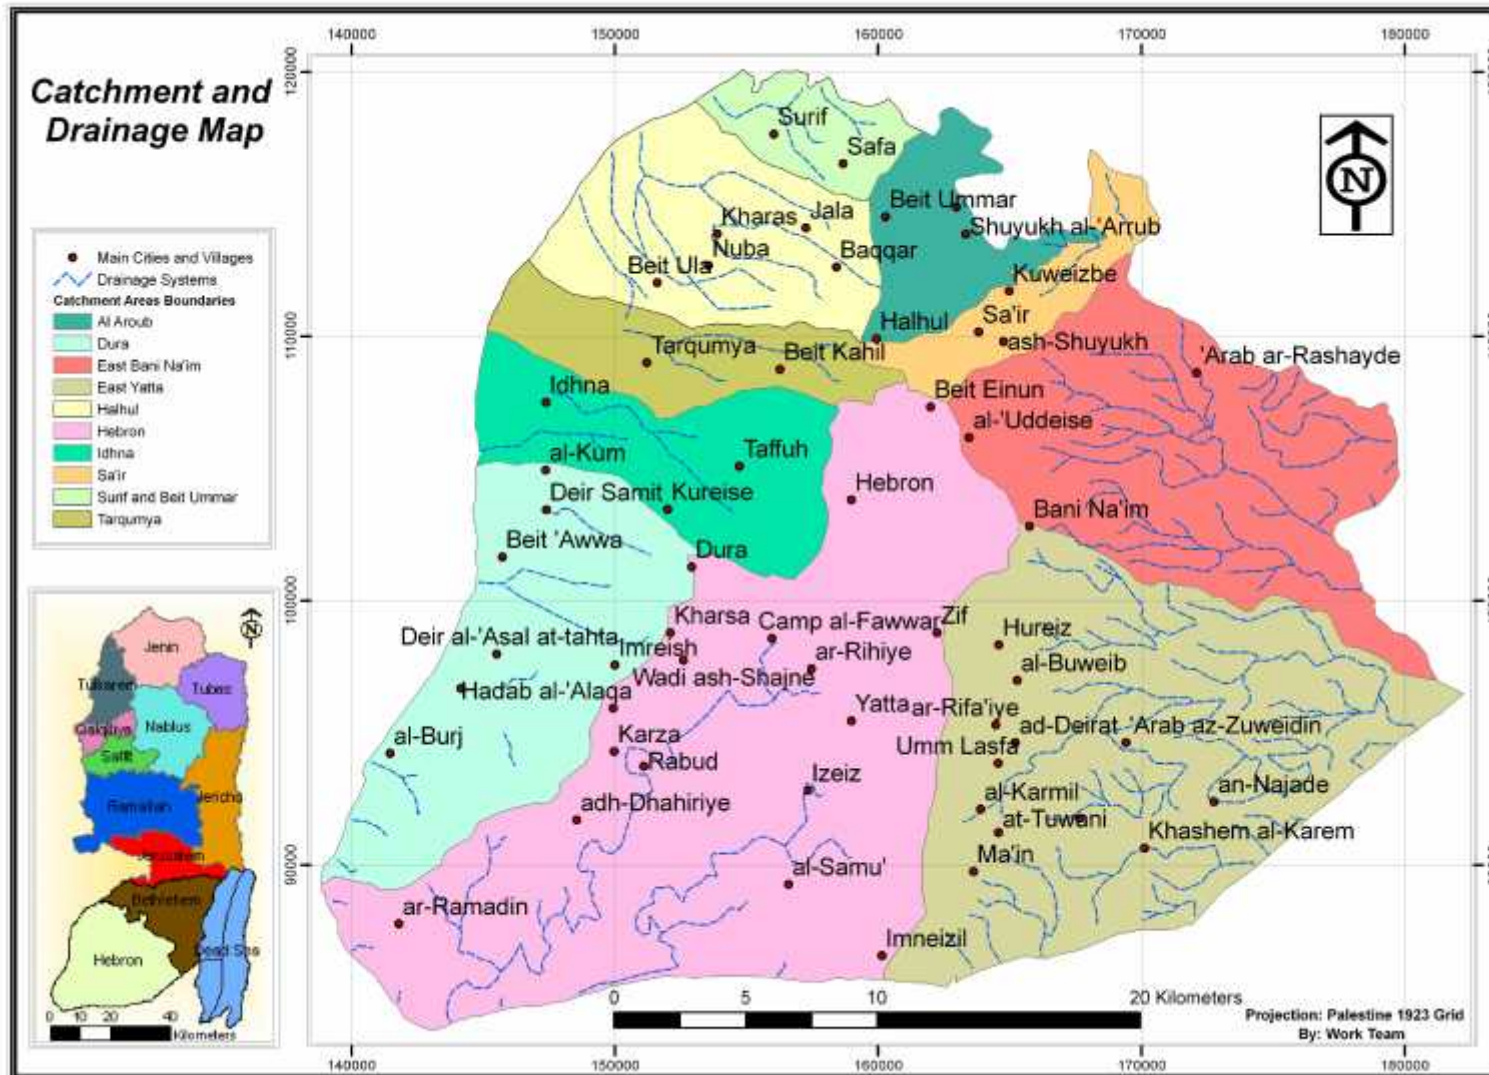 140000
150000
160000
170000
180000
120000
110000
100000
90000
Catchment and
Drainage Map
N
Main Cities and Villages
Drainage Systems
Catchment Areas Boundaries
Al Aroub
Dura
East Bani Na'im
East Yatta
Halhul
Hebron
Idhna
Sa'ir
Surif and Beit Ummar
Tarqumya
Surif
Safa
Beit Ummar
Shuyukh al-'Arrub
Kharas
Jala
Nuba
Baqqar
Beit Ula
Kuweizbe
Halhul
Sa'ir
ash-Shuyukh
'Arab ar-Rashayde
Tarqumya
Beit Kahil
Idhna
Beit Einun
al-'Uddeise
al-Kum
Taffuh
Hebron
Deir Samit
Kureise
Bani Na'im
Beit 'Awwa
Dura
Kharsa
Camp al-Fawwar
Zif
Hureiz
Deir al-'Asal at-tahta
Imreish
ar-Rihiye
al-Buweib
Wadi ash-Shajne
Hadab al-'Alaqa
Yatta
ar-Rifa'iye
ad-Deirat
'Arab az-Zuweidin
al-Burj
Karza
Rabud
Umm Lasfa
Izeiz
an-Najade
adh-Dhahiriye
al-Karmil
at-Tuwani
Khashem al-Karem
Ma'in
al-Samu'
ar-Ramadin
Imneizil
Jenin
Tulkarem
Tubas
Nablus
Qalqiliya
Salfit
Ramallah
Jericho
Jerusalem
Bethlehem
Hebron
Dead Sea
0 10 20 40
Kilometers
0 5 10 20 Kilometers
Projection: Palestine 1923 Grid
By: Work Team
140000
150000
160000
170000
180000